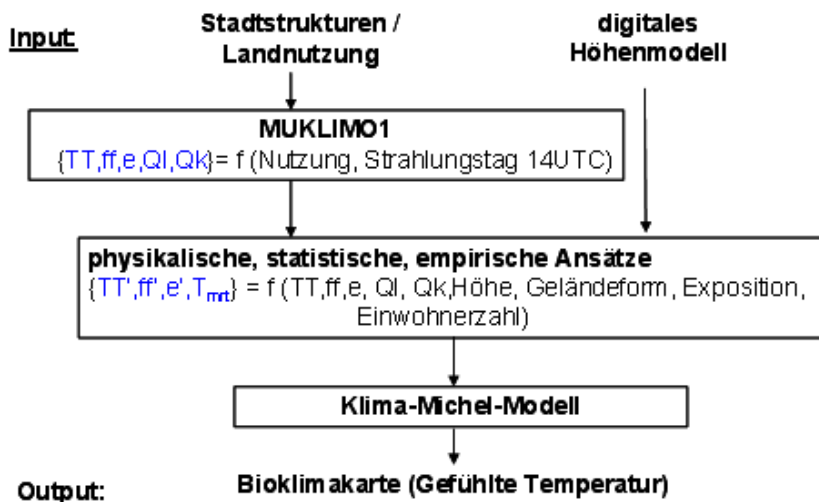 Input:
Stadtstrukturen /
Landnutzung
digitales
Höhenmodell
MUKLIMO1
{TT,ff,e,Ql,Qk}= f (Nutzung, Strahlungstag 14UTC)
physikalische, statistische, empirische Ansätze
{TT',ff',e',Tmrt} = f (TT,ff,e, Ql, Qk,Höhe, Geländeform, Exposition,
Einwohnerzahl)
Klima-Michel-Modell
Output:
Bioklimakarte (Gefühlte Temperatur)